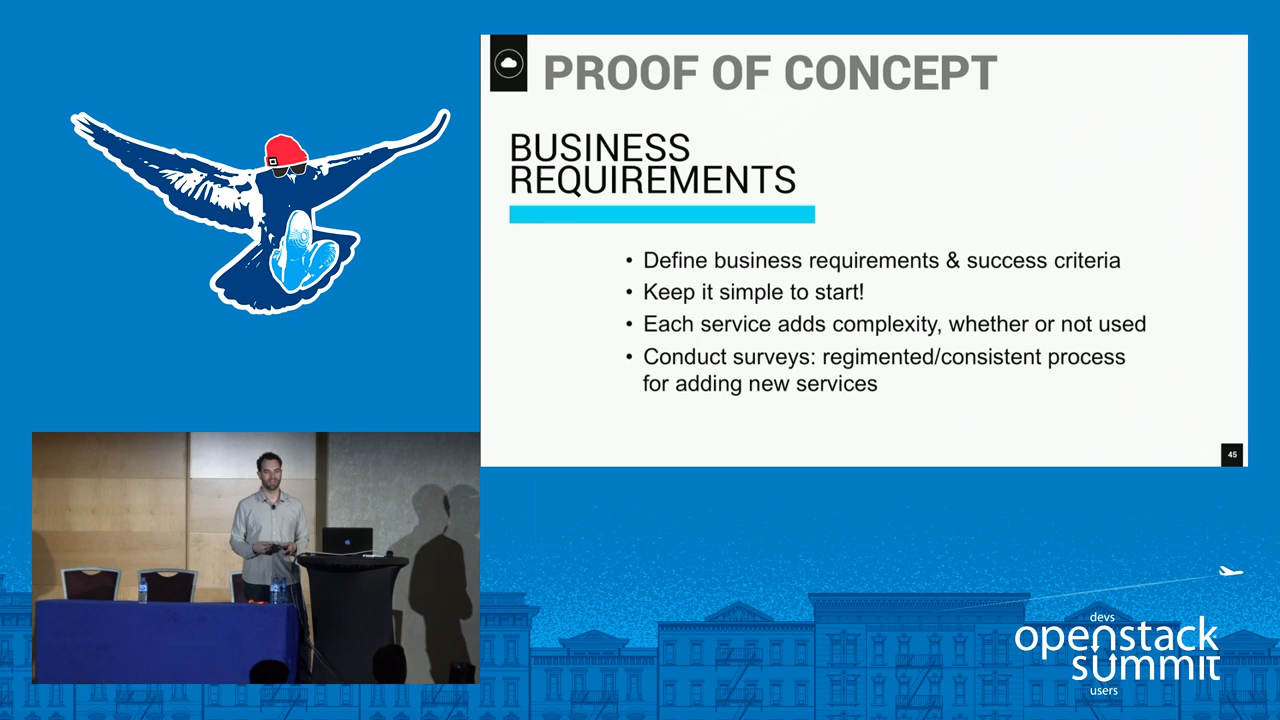 PROOF OF CONCEPT
BUSINESS
REQUIREMENTS
• Define business requirements & success criteria
• Keep it simple to start!
• Each service adds complexity, whether or not used
• Conduct surveys: regimented/consistent process
for adding new services
45
devs
openstack
summit
users